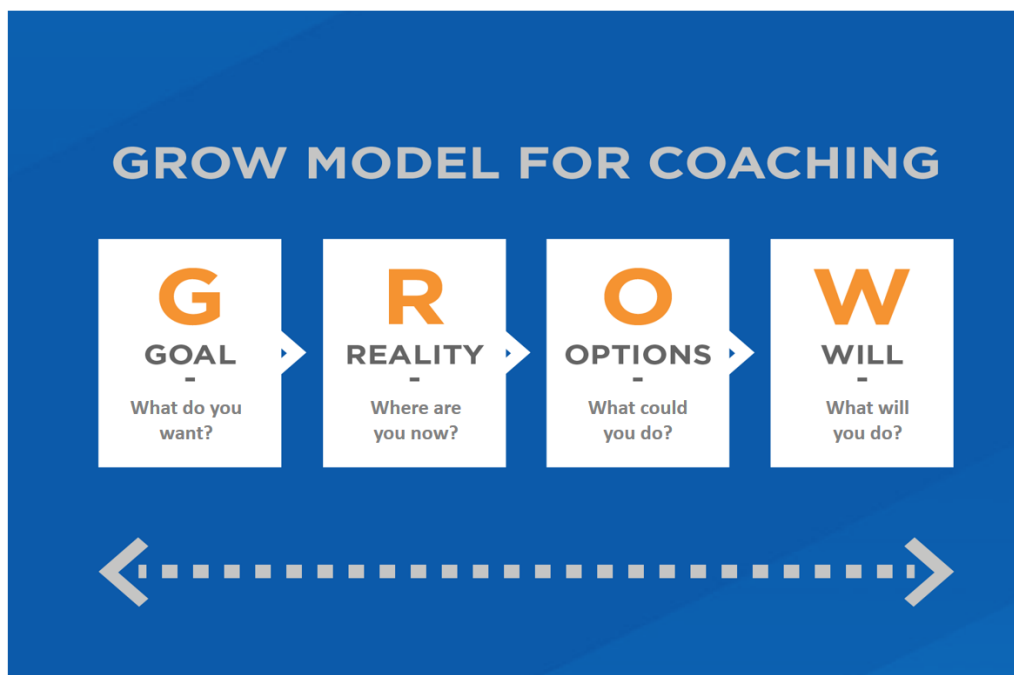 GROW MODEL FOR COACHING
G
GOAL
-
What do you
want?
R
REALITY
-
Where are
you now?
O
OPTIONS
-
What could
you do?
W
WILL
-
What will
you do?